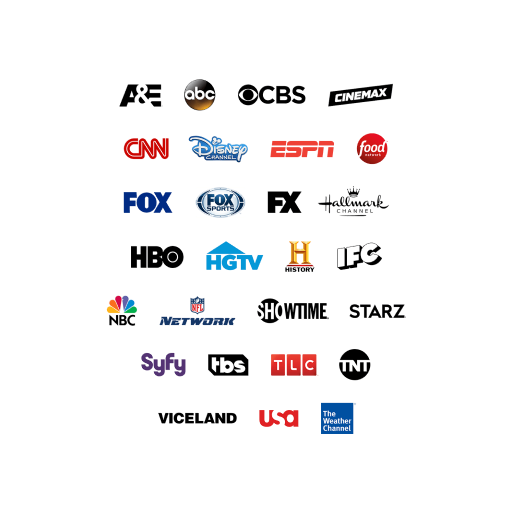 A&E abc CBS CINEMAX
CNN Disney CHANNEL ESPN food network
FOX FOX SPORTS FX Hallmark CHANNEL
HBO HGTV H HISTORY IFC
NBC NFL NETWORK SHOWTIME STARZ
Syfy tbs TLC TNT
VICELAND usa The Weather Channel